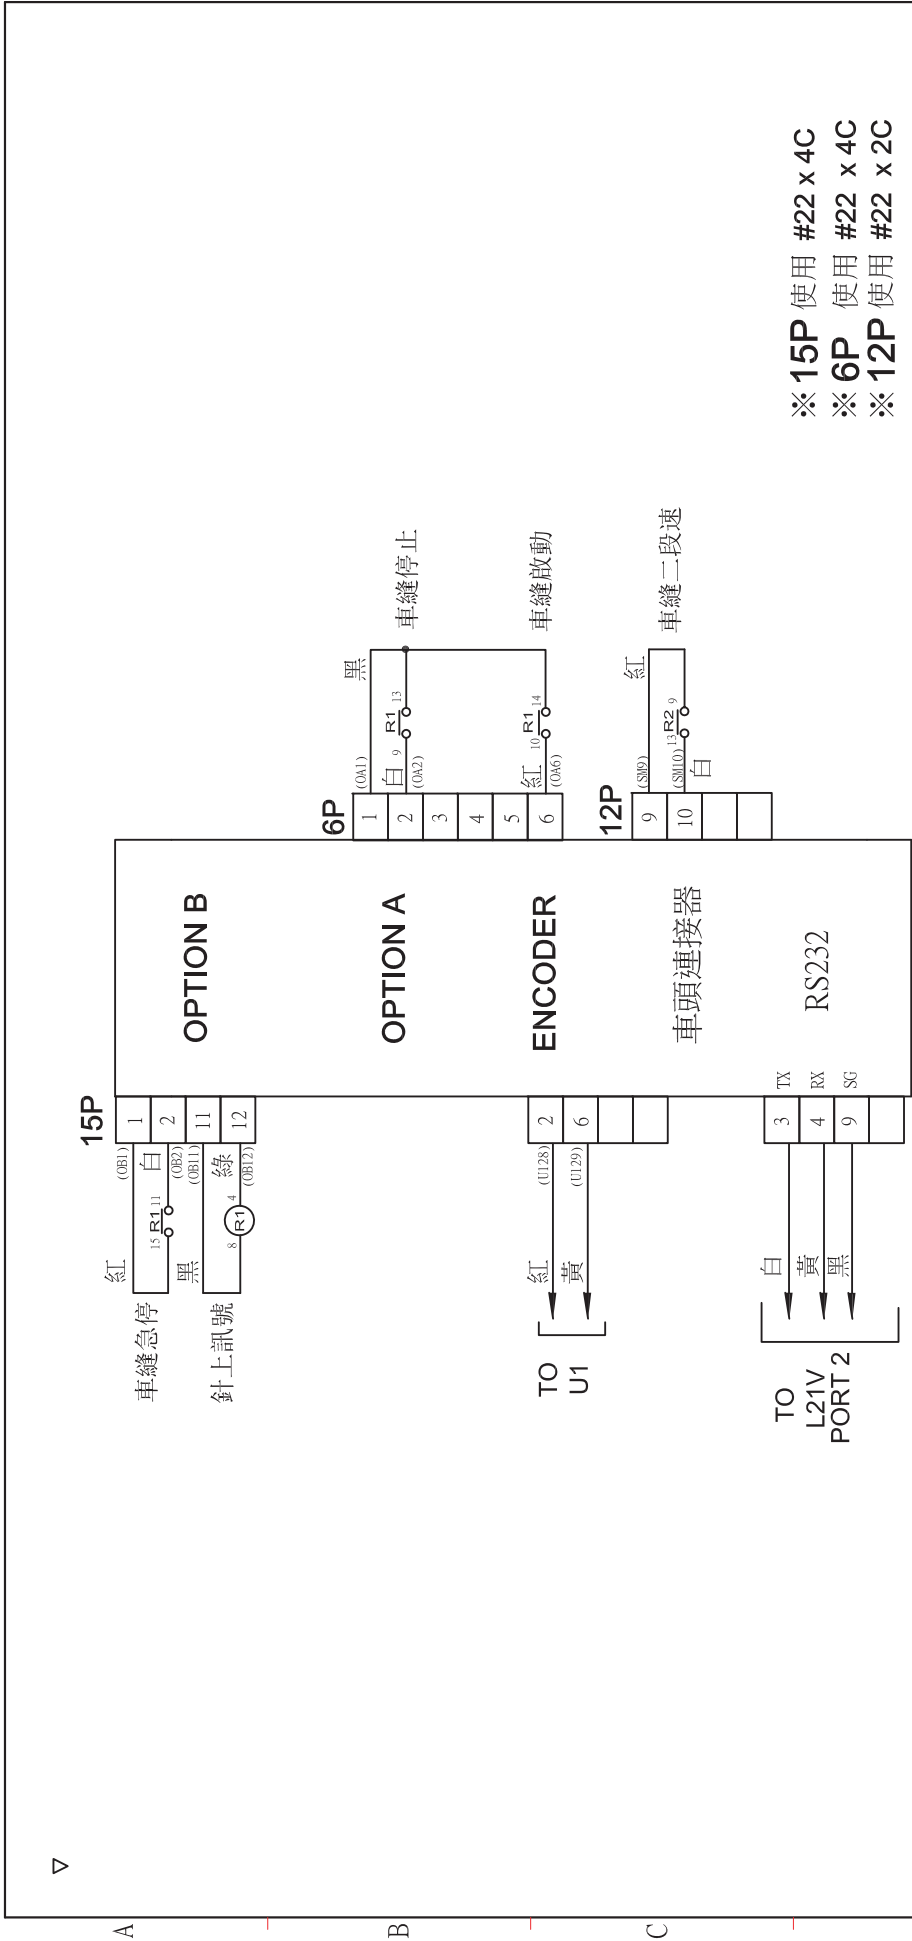 A
B
C
15P
1
2
11
12
(OB1)
(OB2)
(OB11)
(OB12)
紅
白
黑
綠
15 R1 11
8 R1 4
車縫急停
針上訊號
OPTION B
OPTION A
ENCODER
車頭連接器
RS232
6P
1
2
3
4
5
6
(OA1)
(OA2)
(OA6)
黑
白
紅
9 R1 13
10 R1 14
車縫停止
車縫啟動
2
6
(U128)
(U129)
紅
黃
TO
U1
12P
9
10
(SM9)
(SM10)
紅
白
13 R2 9
車縫二段速
3 TX
4 RX
9 SG
白
黃
黑
TO
L21V
PORT 2
※ 15P 使用 #22 x 4C
※ 6P 使用 #22 x 4C
※ 12P 使用 #22 x 2C